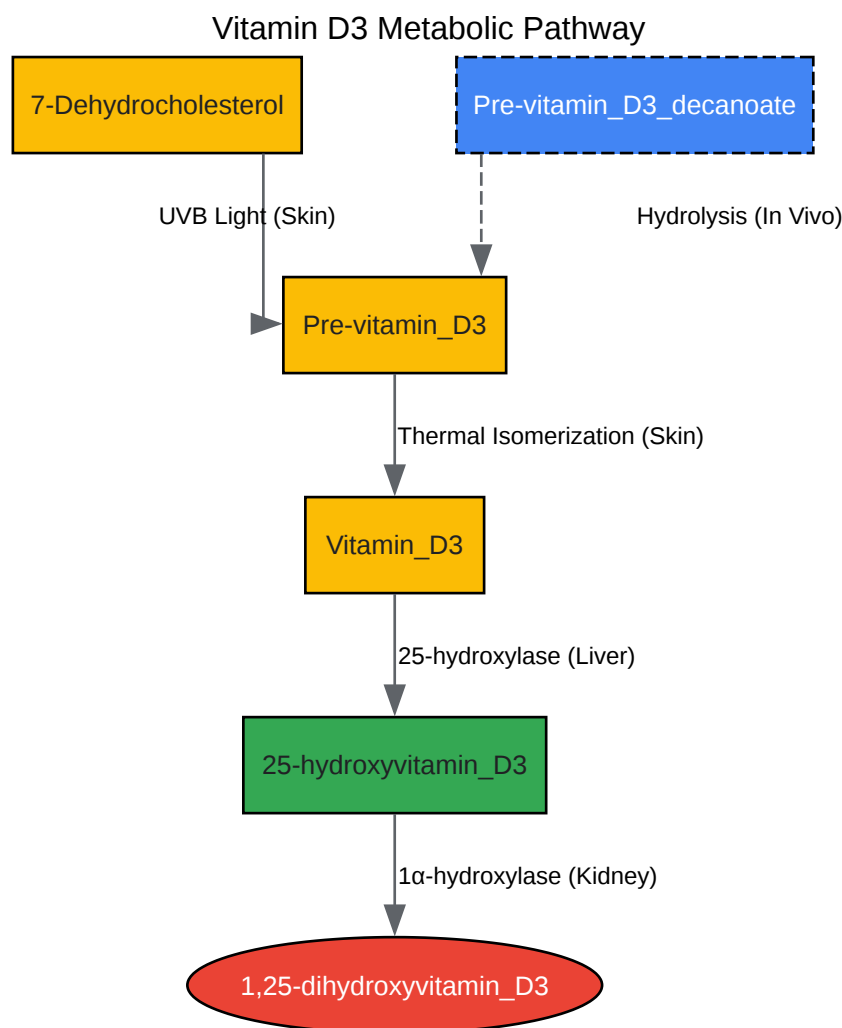 Vitamin D3 Metabolic Pathway
7-Dehydrocholesterol
Pre-vitamin_D3_decanoate
UVB Light (Skin)
Hydrolysis (In Vivo)
Pre-vitamin_D3
Thermal Isomerization (Skin)
Vitamin_D3
25-hydroxylase (Liver)
25-hydroxyvitamin_D3
1α-hydroxylase (Kidney)
1,25-dihydroxyvitamin_D3